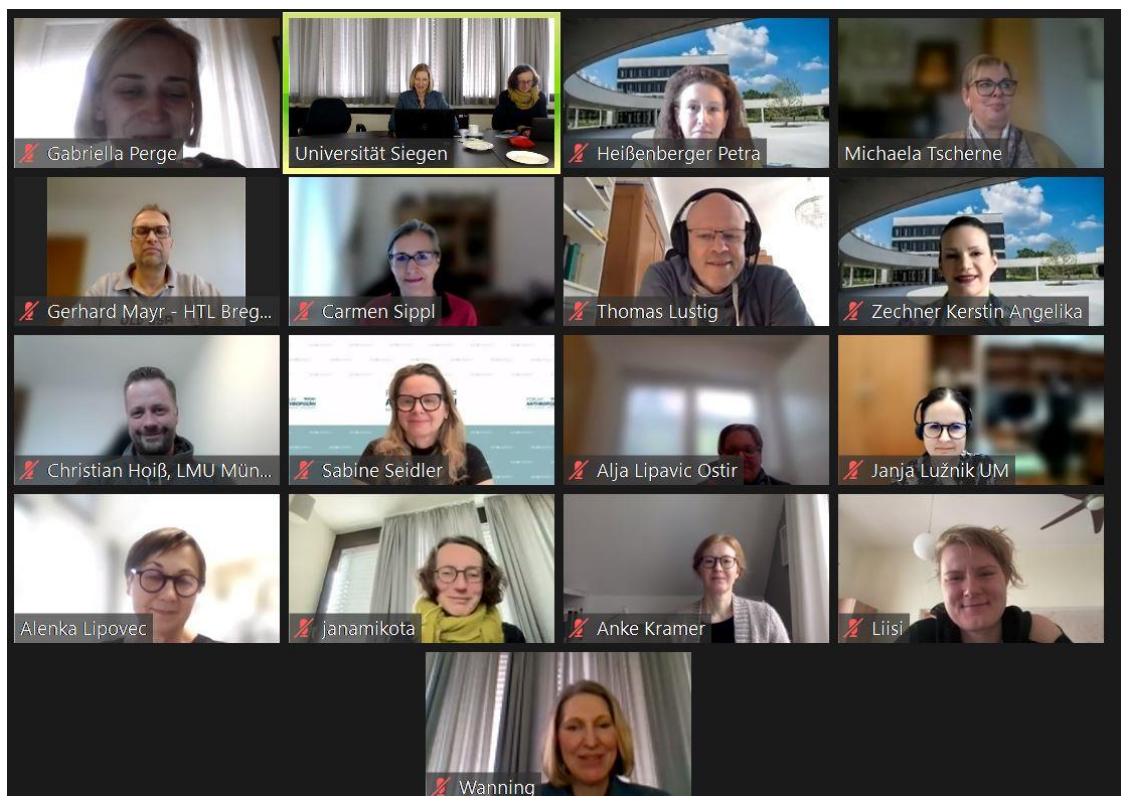 Gabriella Perge
Universität Siegen
Heißenberger Petra
Michaela Tscherne
Gerhard Mayr - HTL Breg...
Carmen Sippl
Thomas Lustig
Zechner Kerstin Angelika
Christian Hoiß, LMU Mün...
Sabine Seidler
Alja Lipavic Ostir
Janja Lužnik UM
Alenka Lipovec
janamikota
Anke Kramer
Liisi
Wanning